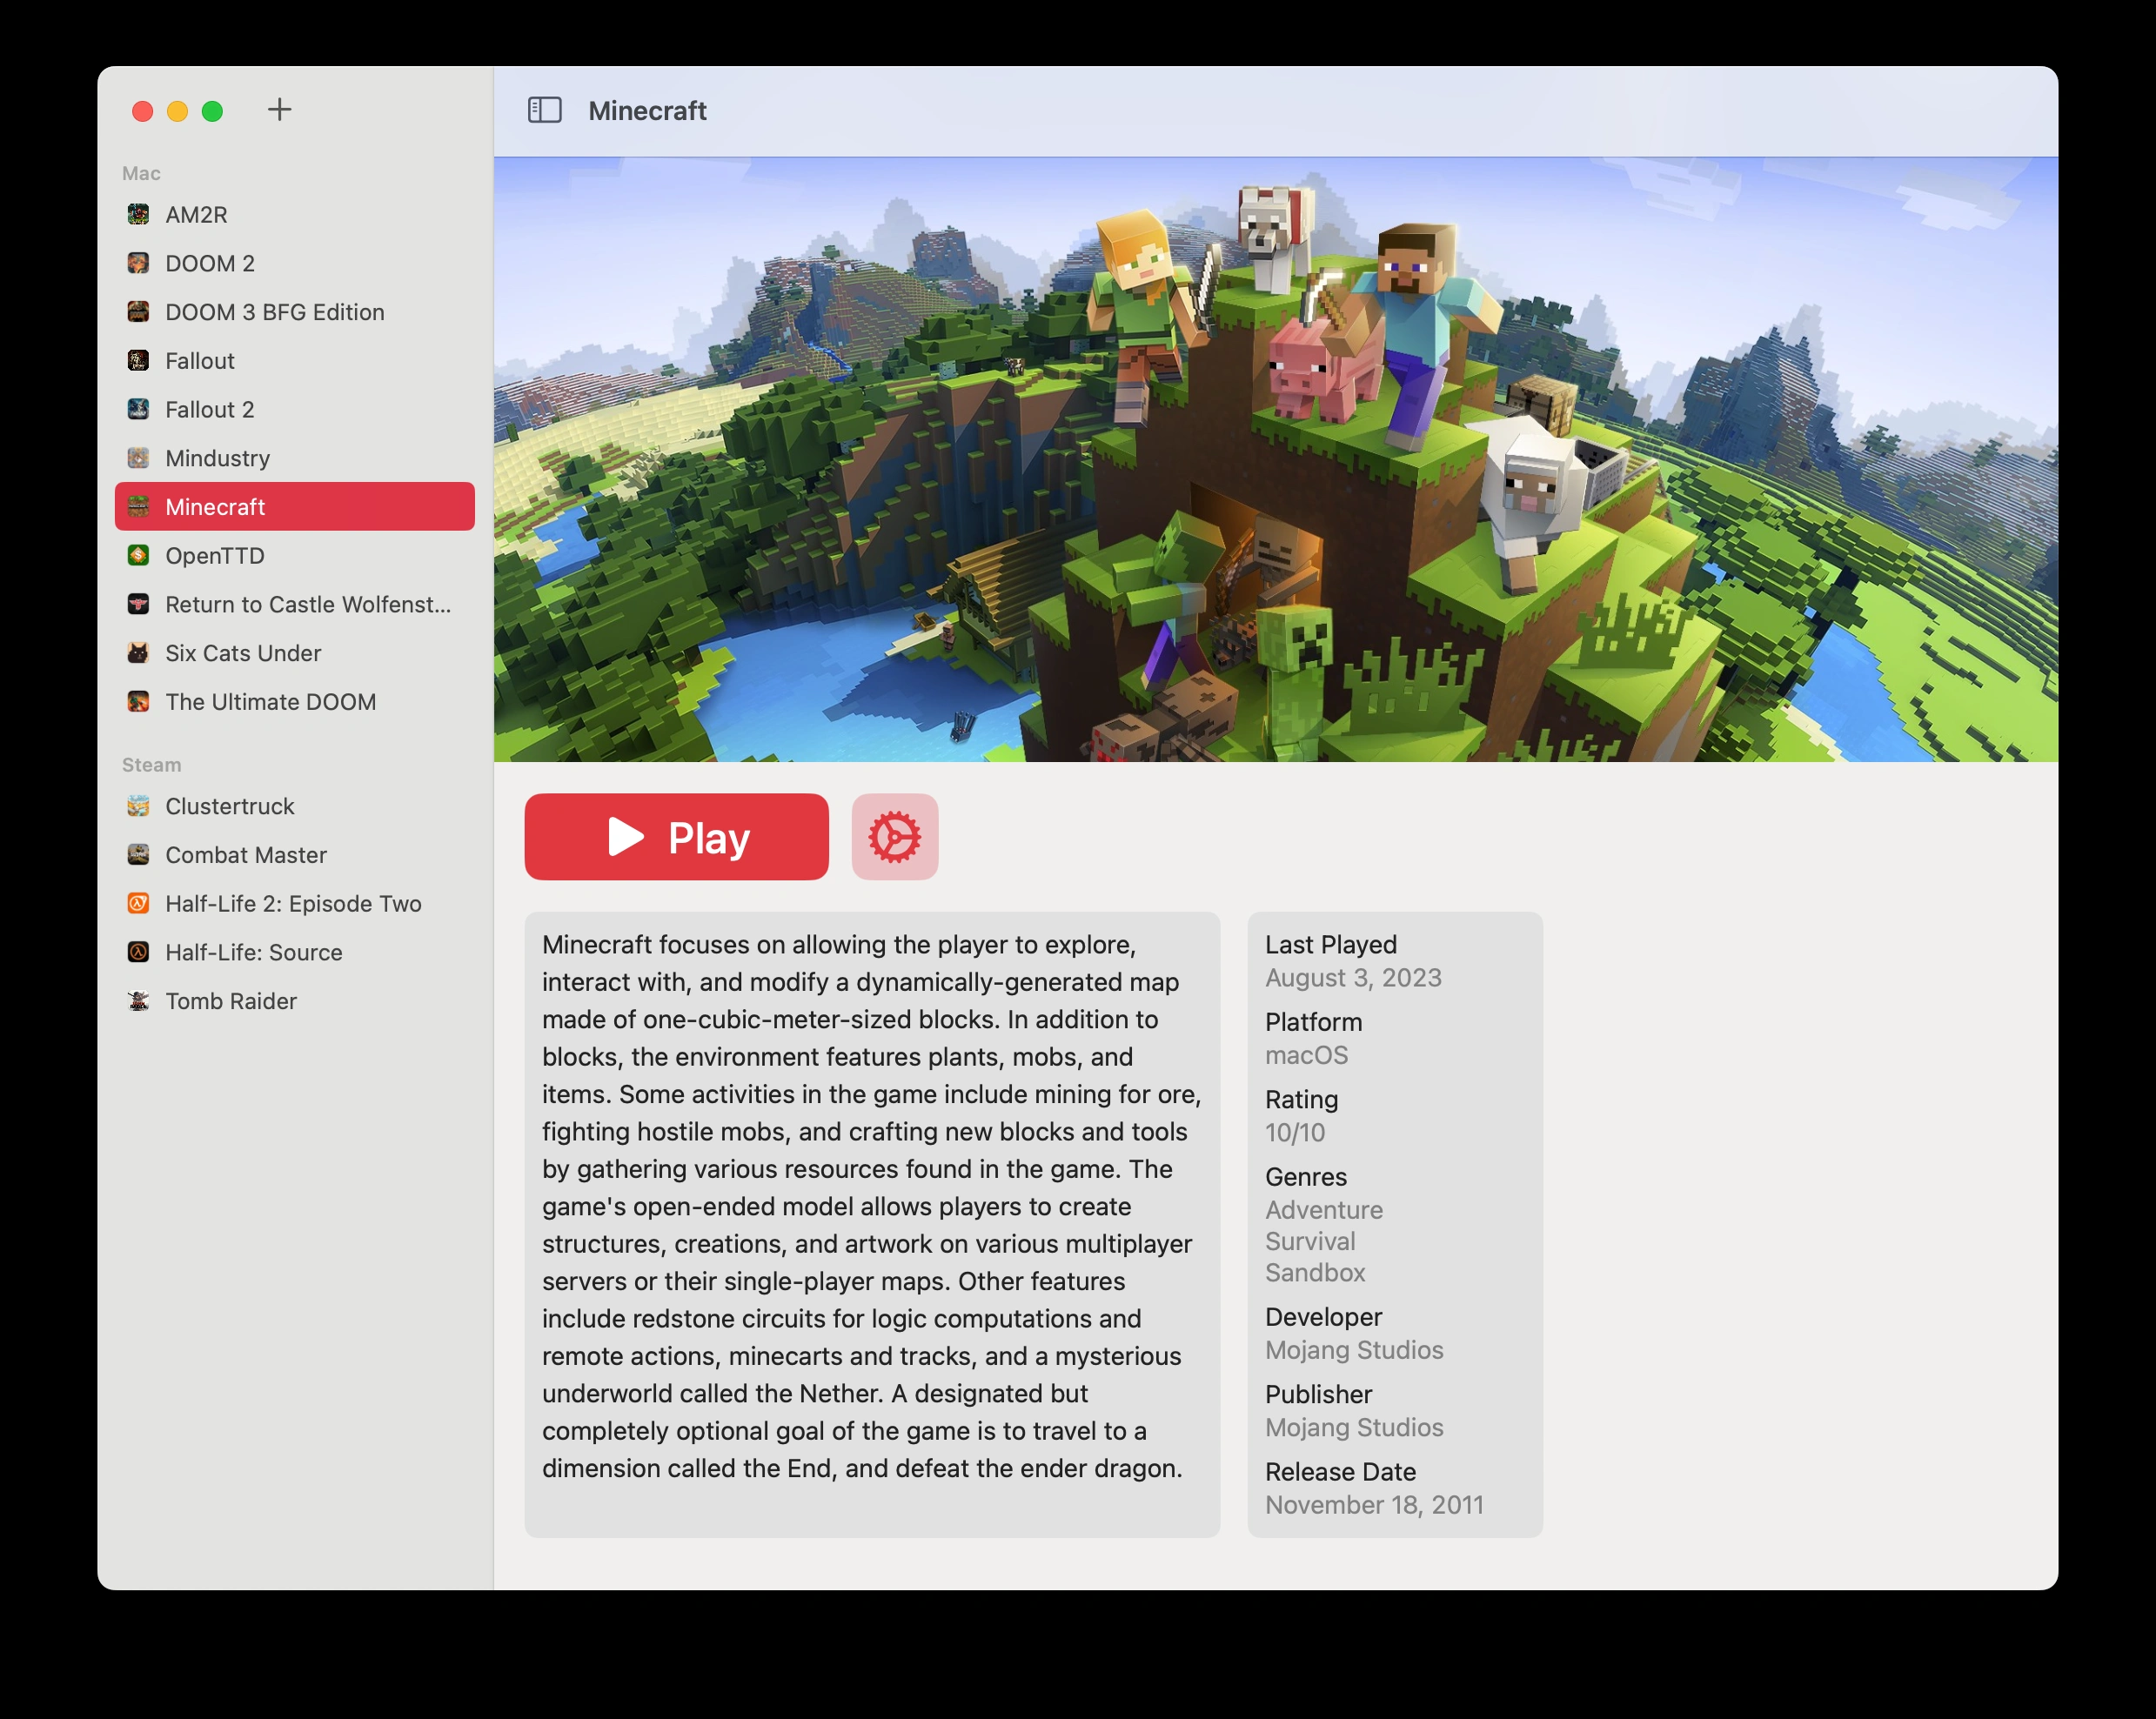 Minecraft
Mac
AM2R
DOOM 2
DOOM 3 BFG Edition
Fallout
Fallout 2
Mindustry
Minecraft
OpenTTD
Return to Castle Wolfenst...
Six Cats Under
The Ultimate DOOM
Steam
Clustertruck
Combat Master
Half-Life 2: Episode Two
Half-Life: Source
Tomb Raider
Play
Minecraft focuses on allowing the player to explore,
interact with, and modify a dynamically-generated map
made of one-cubic-meter-sized blocks. In addition to
blocks, the environment features plants, mobs, and
items. Some activities in the game include mining for ore,
fighting hostile mobs, and crafting new blocks and tools
by gathering various resources found in the game. The
game's open-ended model allows players to create
structures, creations, and artwork on various multiplayer
servers or their single-player maps. Other features
include redstone circuits for logic computations and
remote actions, minecarts and tracks, and a mysterious
underworld called the Nether. A designated but
completely optional goal of the game is to travel to a
dimension called the End, and defeat the ender dragon.
Last Played
August 3, 2023
Platform
macOS
Rating
10/10
Genres
Adventure
Survival
Sandbox
Developer
Mojang Studios
Publisher
Mojang Studios
Release Date
November 18, 2011